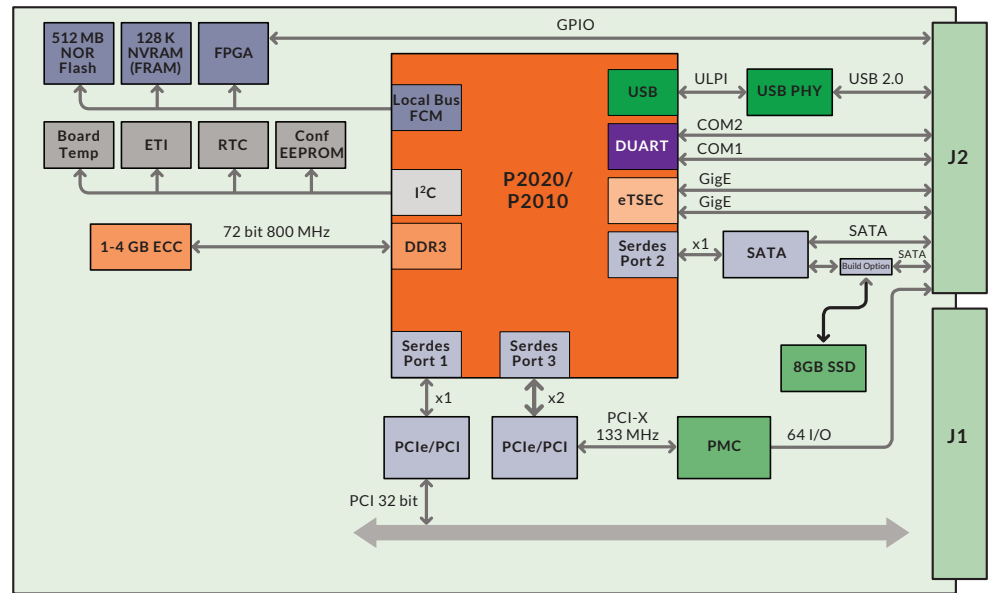 GPIO
512 MB
NOR
Flash
128 K
NVRAM
(FRAM)
FPGA
Local Bus
FCM
USB
ULPI
USB PHY
USB 2.0
Board
Temp
ETI
RTC
Conf
EEPROM
DUART
COM2
COM1
J2
P2020/
P2010
I²C
eTSEC
GigE
GigE
1-4 GB ECC
72 bit 800 MHz
DDR3
Serdes
Port 2
x1
SATA
SATA
Build Option
SATA
Serdes
Port 1
Serdes
Port 3
8GB SSD
x1
x2
PCIe/PCI
PCIe/PCI
PCI-X
133 MHz
PMC
64 I/O
J1
PCI 32 bit